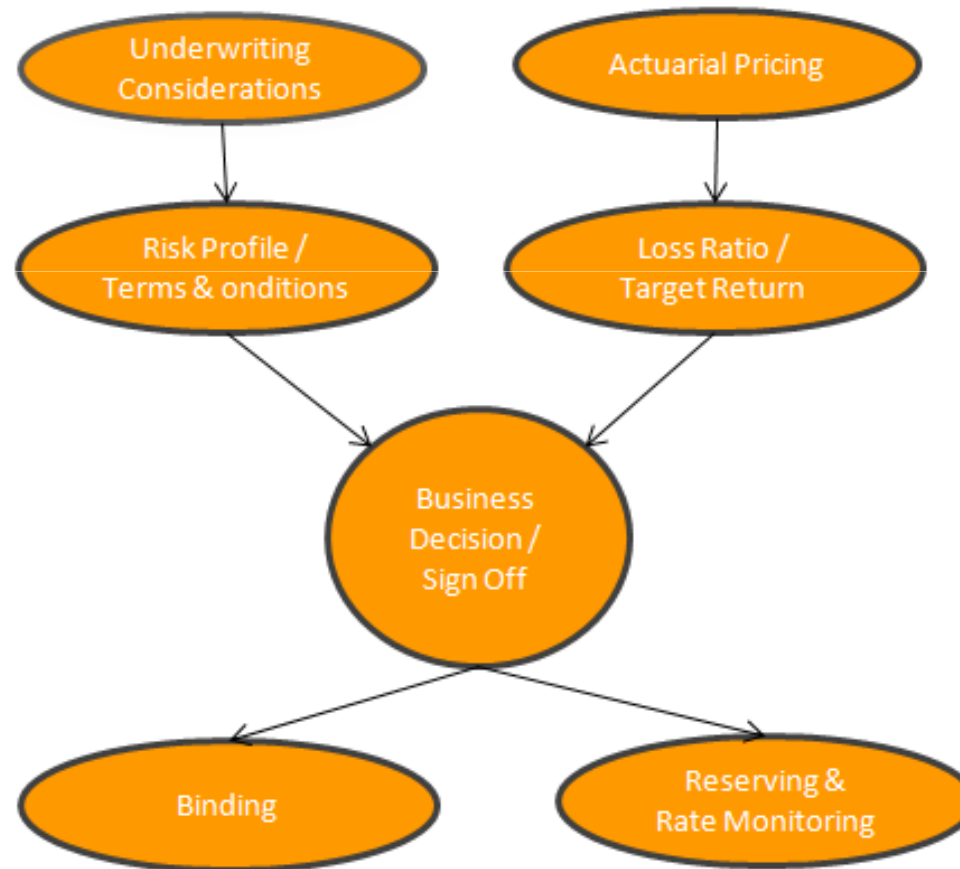 Underwriting
Considerations
Actuarial Pricing
Risk Profile /
Terms & onditions
Loss Ratio /
Target Return
Business
Decision /
Sign Off
Binding
Reserving &
Rate Monitoring